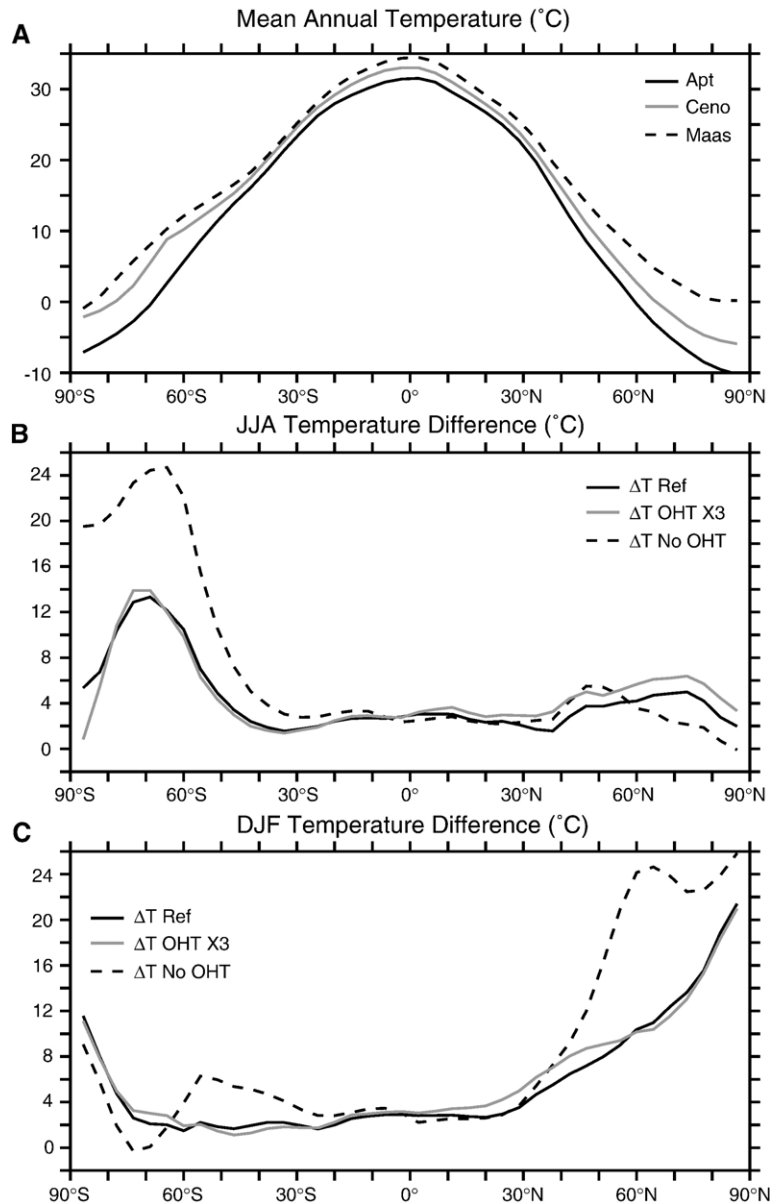 Mean Annual Temperature (˚C)
A
Apt
Ceno
Maas
30
20
10
0
-10
90°S 60°S 30°S 0° 30°N 60°N 90°N
JJA Temperature Difference (˚C)
B
ΔT Ref
ΔT OHT X3
ΔT No OHT
24
20
16
12
8
4
0
90°S 60°S 30°S 0° 30°N 60°N 90°N
DJF Temperature Difference (˚C)
C
ΔT Ref
ΔT OHT X3
ΔT No OHT
24
20
16
12
8
4
0
90°S 60°S 30°S 0° 30°N 60°N 90°N